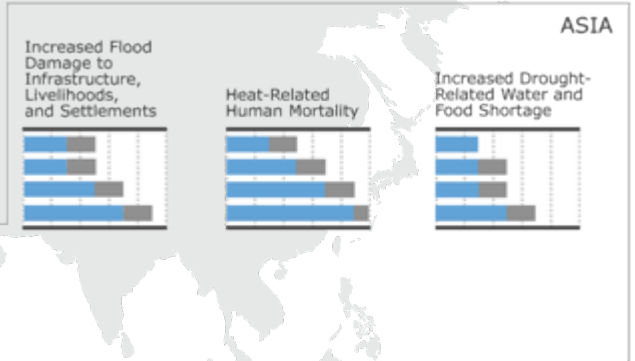 ASIA
Increased Flood
Damage to
Infrastructure,
Livelihoods,
and Settlements
Heat-Related
Human Mortality
Increased Drought-
Related Water and
Food Shortage